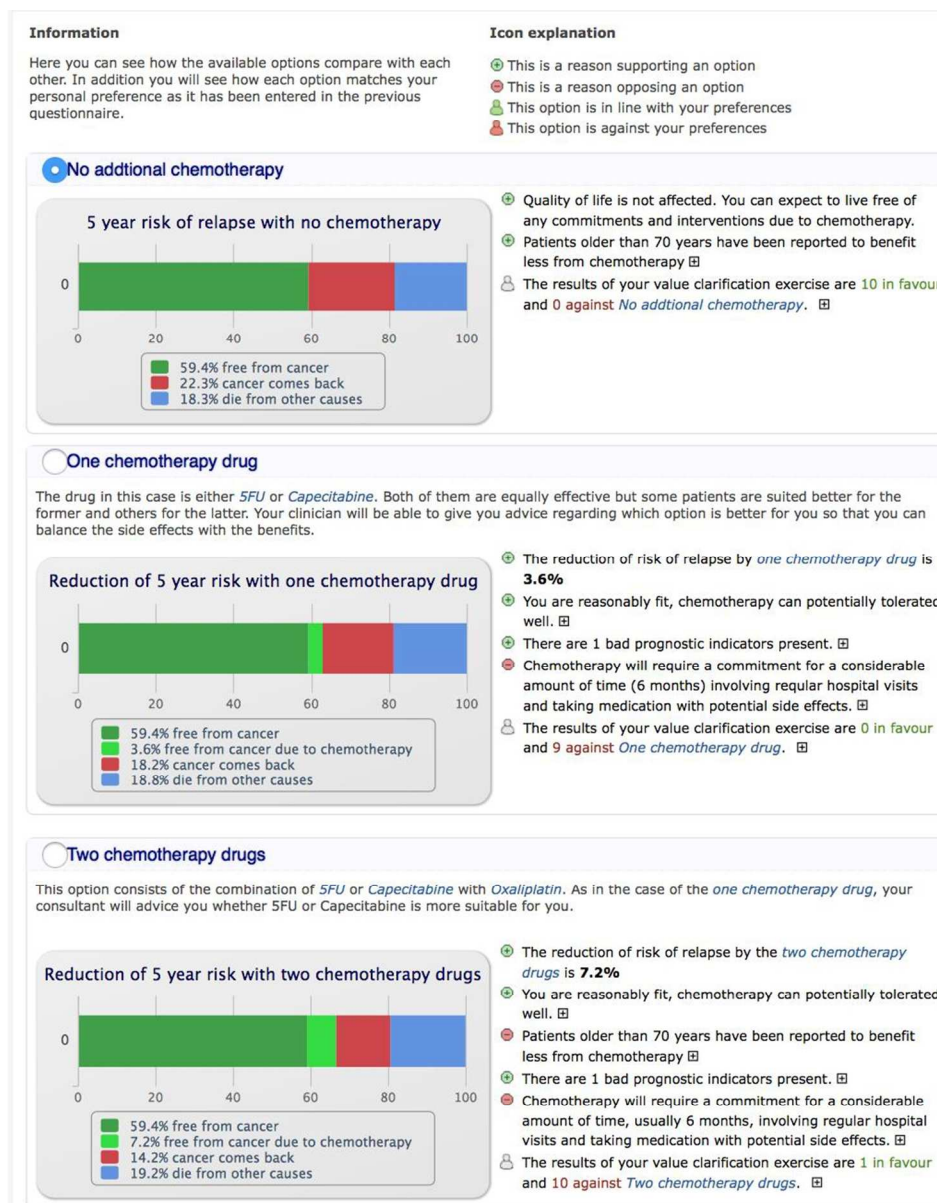 Information
Here you can see how the available options compare with each
other. In addition you will see how each option matches your
personal preference as it has been entered in the previous
questionnaire.
Icon explanation
This is a reason supporting an option
This is a reason opposing an option
This option is in line with your preferences
This option is against your preferences
No addtional chemotherapy
5 year risk of relapse with no chemotherapy
0
0 20 40 60 80 100
59.4% free from cancer
22.3% cancer comes back
18.3% die from other causes
Quality of life is not affected. You can expect to live free of
any commitments and interventions due to chemotherapy.
Patients older than 70 years have been reported to benefit
less from chemotherapy
The results of your value clarification exercise are 10 in favour
and 0 against No addtional chemotherapy.
One chemotherapy drug
The drug in this case is either 5FU or Capecitabine. Both of them are equally effective but some patients are suited better for the
former and others for the latter. Your clinician will be able to give you advice regarding which option is better for you so that you can
balance the side effects with the benefits.
Reduction of 5 year risk with one chemotherapy drug
0
0 20 40 60 80 100
59.4% free from cancer
3.6% free from cancer due to chemotherapy
18.2% cancer comes back
18.8% die from other causes
The reduction of risk of relapse by one chemotherapy drug is
3.6%
You are reasonably fit, chemotherapy can potentially tolerated
well.
There are 1 bad prognostic indicators present.
Chemotherapy will require a commitment for a considerable
amount of time (6 months) involving regular hospital visits
and taking medication with potential side effects.
The results of your value clarification exercise are 0 in favour
and 9 against One chemotherapy drug.
Two chemotherapy drugs
This option consists of the combination of 5FU or Capecitabine with Oxaliplatin. As in the case of the one chemotherapy drug, your
consultant will advice you whether 5FU or Capecitabine is more suitable for you.
Reduction of 5 year risk with two chemotherapy drugs
0
0 20 40 60 80 100
59.4% free from cancer
7.2% free from cancer due to chemotherapy
14.2% cancer comes back
19.2% die from other causes
The reduction of risk of relapse by the two chemotherapy
drugs is 7.2%
You are reasonably fit, chemotherapy can potentially tolerated
well.
Patients older than 70 years have been reported to benefit
less from chemotherapy
There are 1 bad prognostic indicators present.
Chemotherapy will require a commitment for a considerable
amount of time, usually 6 months, involving regular hospital
visits and taking medication with potential side effects.
The results of your value clarification exercise are 1 in favour
and 10 against Two chemotherapy drugs.